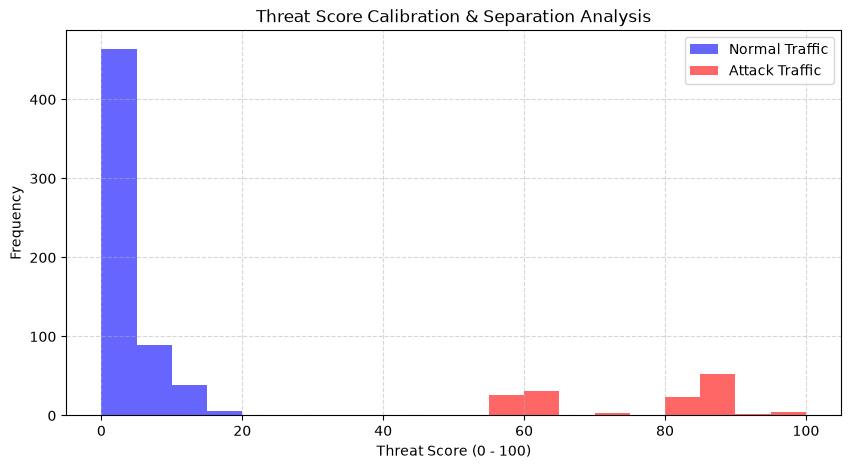 Threat Score Calibration & Separation Analysis
Normal Traffic
Attack Traffic
Frequency
400
300
200
100
0
0 20 40 60 80 100
Threat Score (0 - 100)